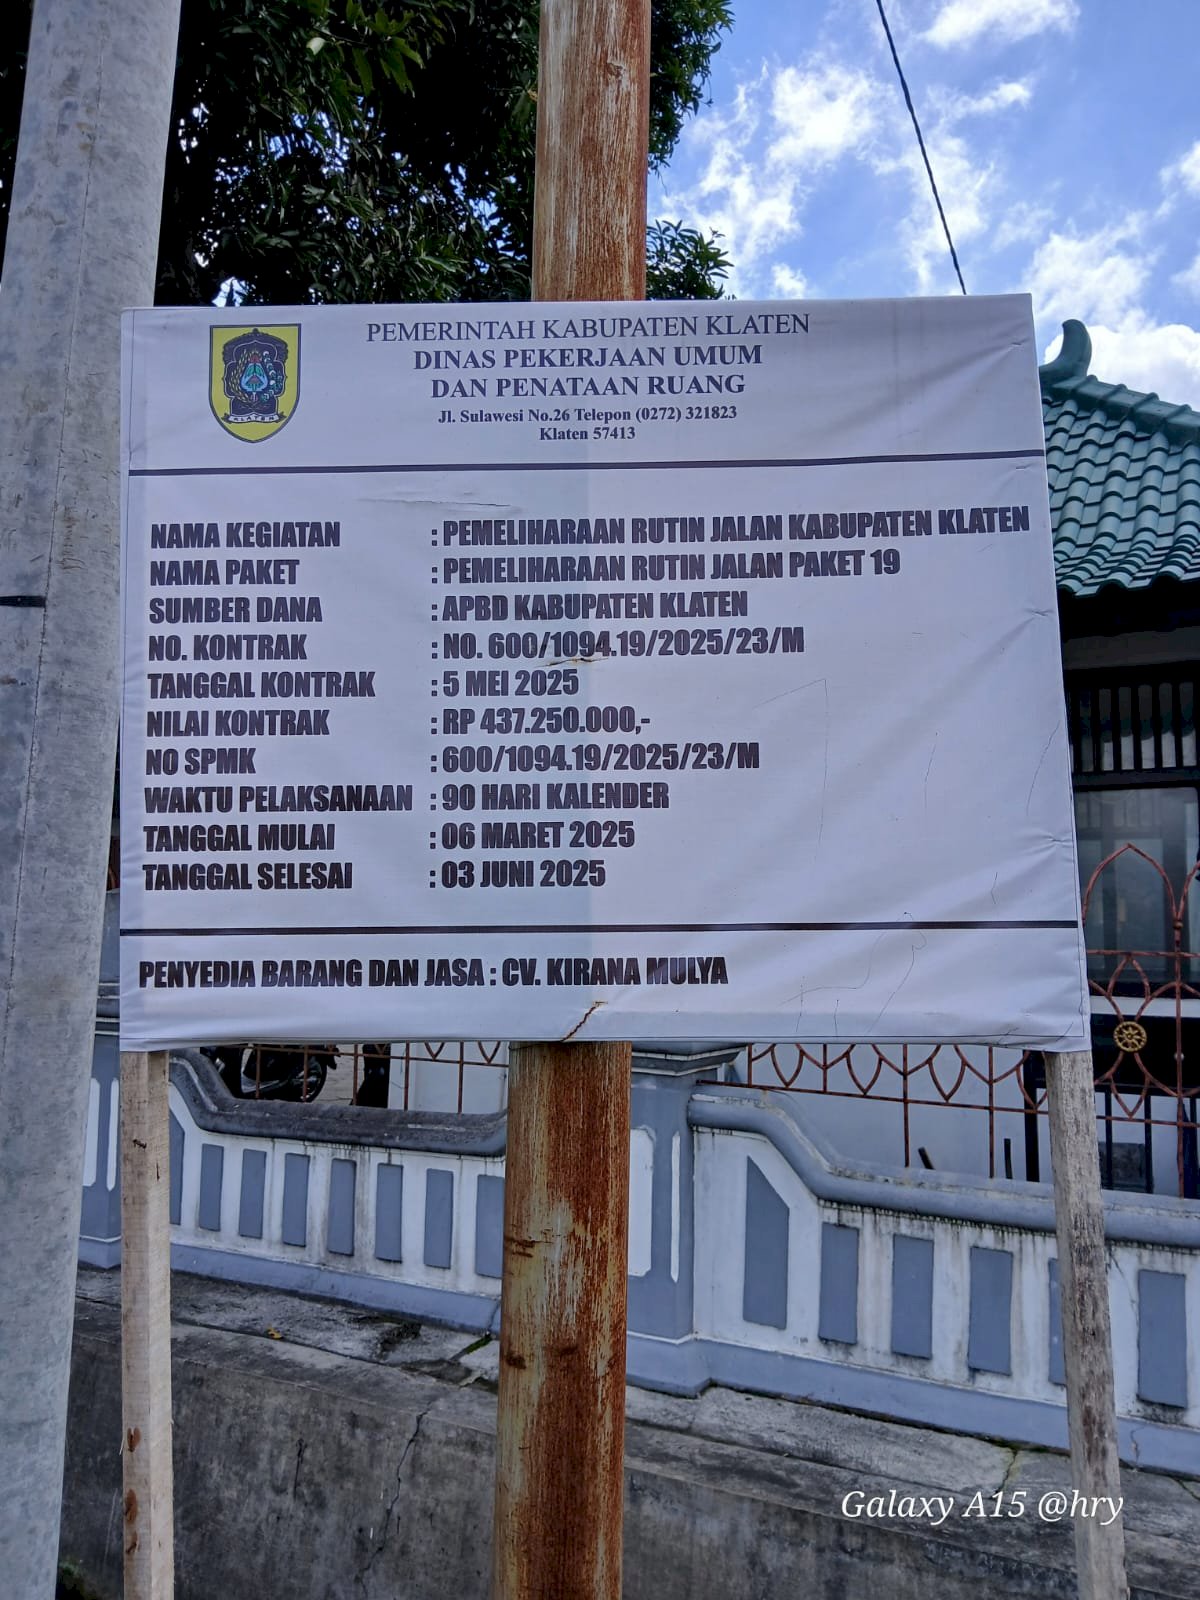 KLATEN
PEMERINTAH KABUPATEN KLATEN
DINAS PEKERJAAN UMUM
DAN PENATAAN RUANG
Jl. Sulawesi No.26 Telepon (0272) 321823
Klaten 57413
NAMA KEGIATAN : PEMELIHARAAN RUTIN JALAN KABUPATEN KLATEN
NAMA PAKET : PEMELIHARAAN RUTIN JALAN PAKET 19
SUMBER DANA : APBD KABUPATEN KLATEN
NO. KONTRAK : NO. 600/1094.19/2025/23/M
TANGGAL KONTRAK : 5 MEI 2025
NILAI KONTRAK : RP 437.250.000,-
NO SPMK : 600/1094.19/2025/23/M
WAKTU PELAKSANAAN : 90 HARI KALENDER
TANGGAL MULAI : 06 MARET 2025
TANGGAL SELESAI : 03 JUNI 2025
PENYEDIA BARANG DAN JASA : CV. KIRANA MULYA
Galaxy A15 @hry